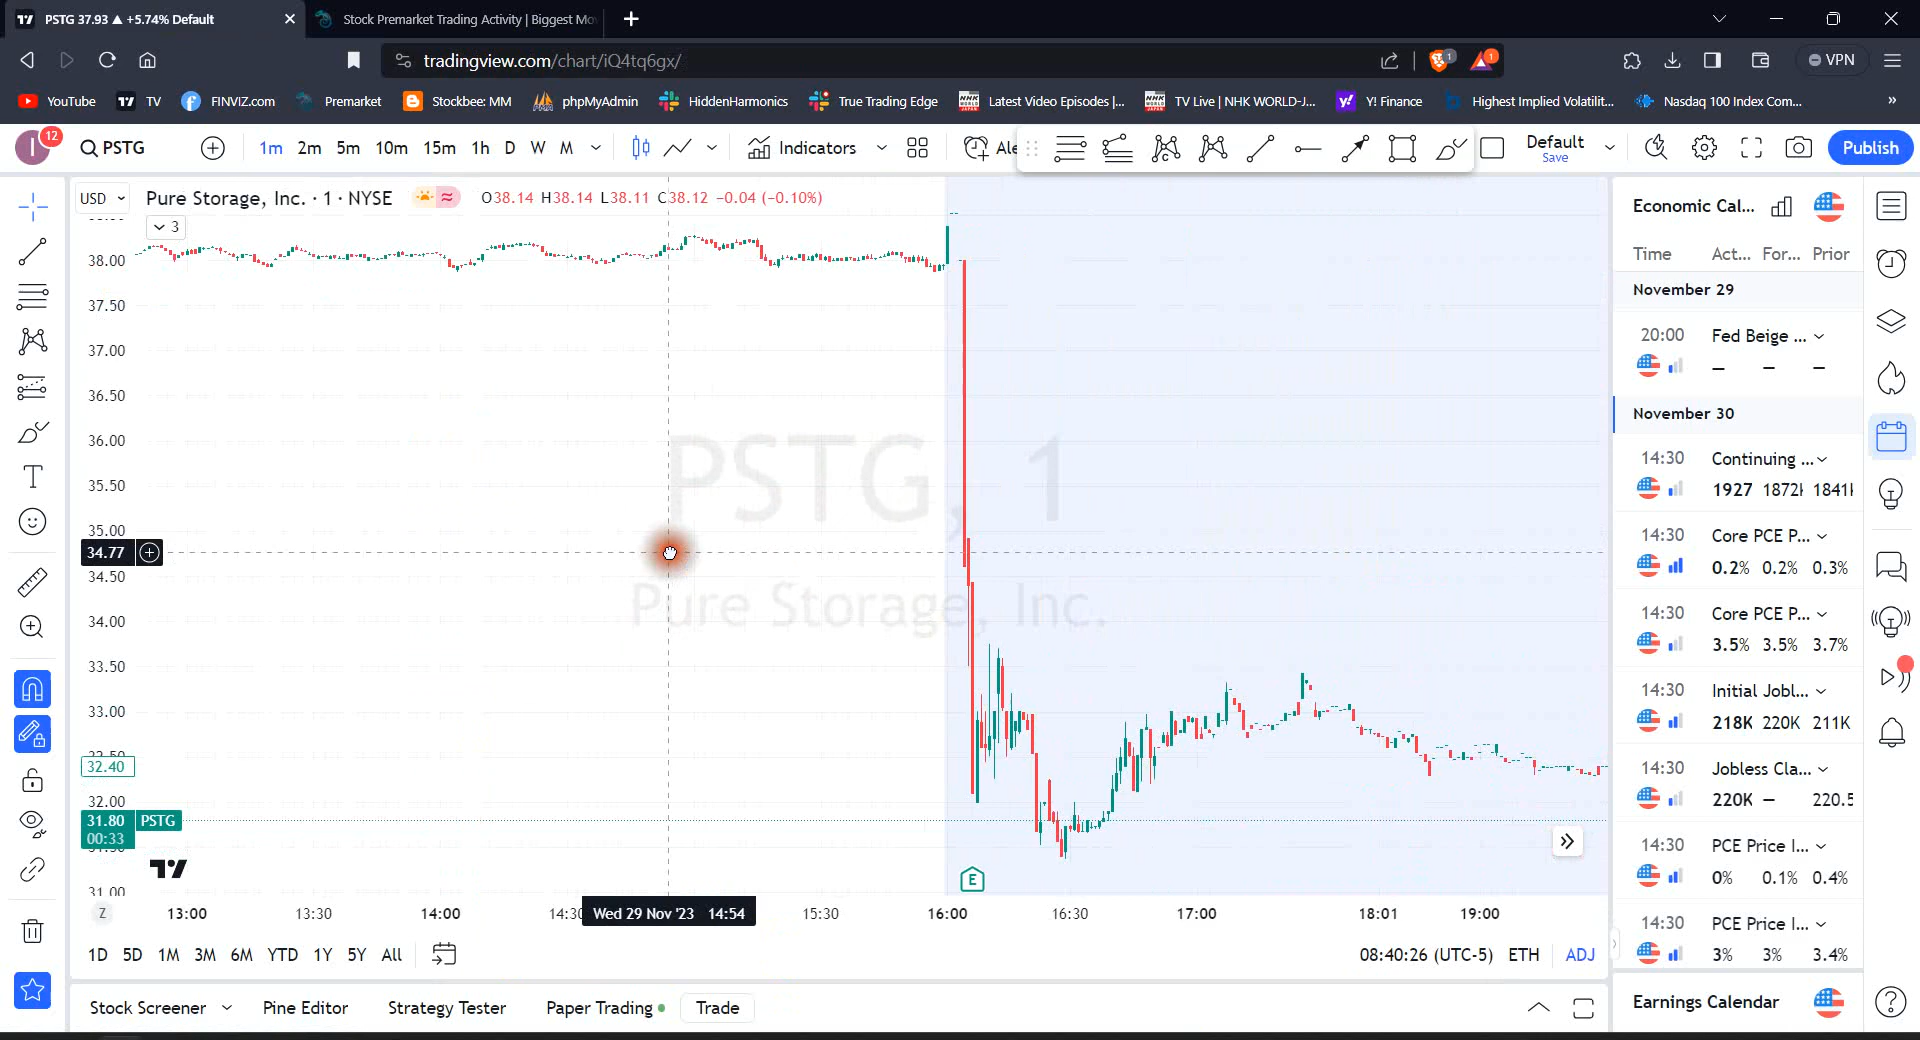 PSTG 37.93 ▲ +5.74% Default
Stock Premarket Trading Activity | Biggest Mo
tradingview.com/chart/iQ4tq6gx/
1
1
VPN
YouTube TV FINVIZ.com Premarket Stockbee: MM phpMyAdmin HiddenHarmonics True Trading Edge Latest Video Episodes |... TV Live | NHK WORLD-J... Y! Finance Highest Implied Volatilit... Nasdaq 100 Index Com... »
I 12 PSTG 1m 2m 5m 10m 15m 1h D W M Indicators Ale Default Save Publish
USD Pure Storage, Inc. · 1 · NYSE O38.14 H38.14 L38.11 C38.12 −0.04 (−0.10%)
3
38.00
37.50
37.00
36.50
36.00
35.50
35.00
34.77
34.50
34.00
33.50
33.00
32.40
32.00
31.80 PSTG
00:33
31.00
PSTG, 1
Pure Storage, Inc.
E
Z 13:00 13:30 14:00 14:30 Wed 29 Nov '23 14:54 15:30 16:00 16:30 17:00 18:01 19:00
1D 5D 1M 3M 6M YTD 1Y 5Y All 08:40:26 (UTC-5) ETH ADJ
Stock Screener Pine Editor Strategy Tester Paper Trading Trade
Economic Cal...
Time Act... For... Prior
November 29
20:00 Fed Beige ...
— — —
November 30
14:30 Continuing ...
1927 1872 1841
14:30 Core PCE P...
0.2% 0.2% 0.3%
14:30 Core PCE P...
3.5% 3.5% 3.7%
14:30 Initial Jobl...
218K 220K 211K
14:30 Jobless Cla...
220K — 220.5
14:30 PCE Price I...
0% 0.1% 0.4%
14:30 PCE Price I...
3% 3% 3.4%
Earnings Calendar